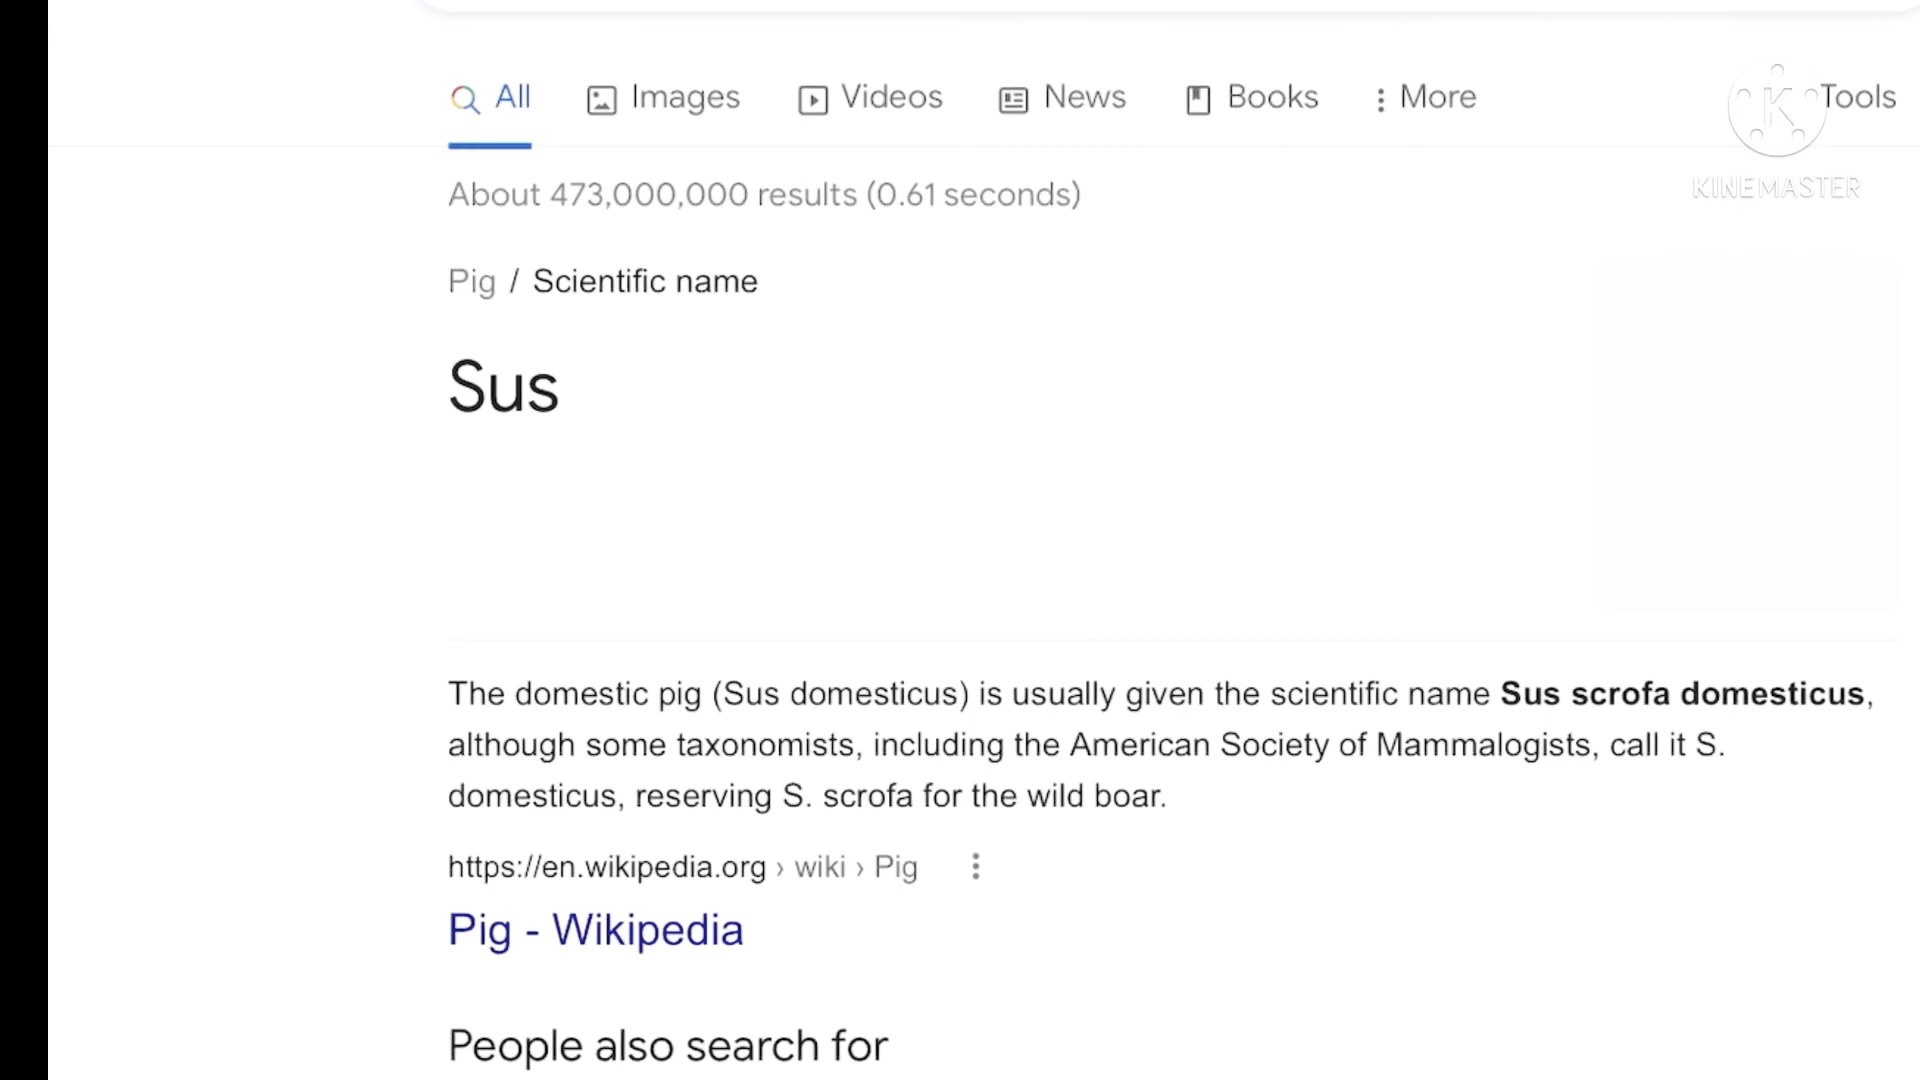 All Images Videos News Books More Tools
KINEMASTER
About 473,000,000 results (0.61 seconds)
Pig / Scientific name
Sus
The domestic pig (Sus domesticus) is usually given the scientific name Sus scrofa domesticus,
although some taxonomists, including the American Society of Mammalogists, call it S.
domesticus, reserving S. scrofa for the wild boar.
https://en.wikipedia.org › wiki › Pig
Pig - Wikipedia
People also search for